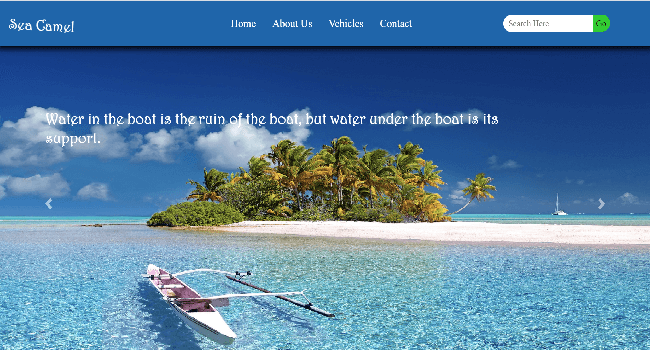 Sea Camel
Home About Us Vehicles Contact
Search Here
Go
Water in the boat is the ruin of the boat, but water under the boat is its
support.